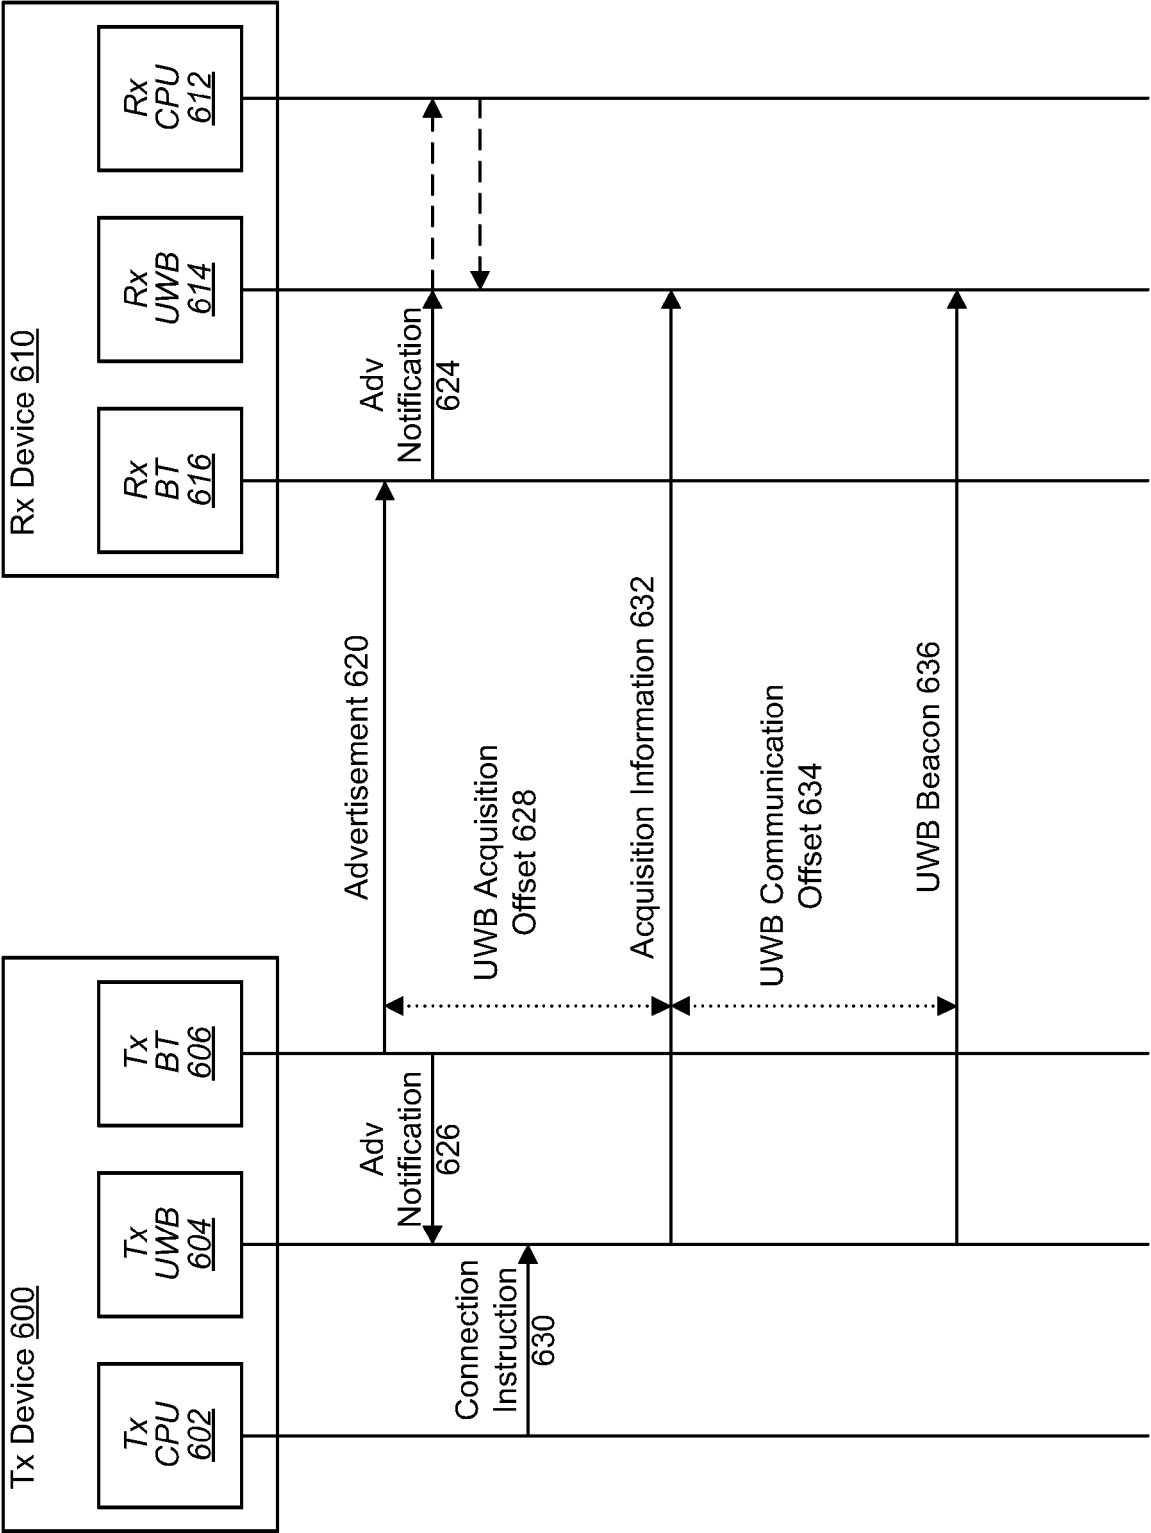 Tx Device 600
Tx
CPU
602
Tx
UWB
604
Tx
BT
606
Rx Device 610
Rx
BT
616
Rx
UWB
614
Rx
CPU
612
Advertisement 620
Adv
Notification
626
Adv
Notification
624
Connection
Instruction
630
UWB Acquisition
Offset 628
Acquisition Information 632
UWB Communication
Offset 634
UWB Beacon 636